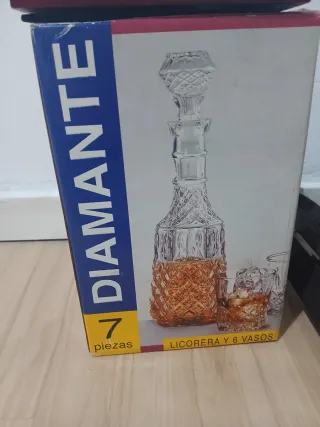 DIAMANTE
7
piezas
LICORERA Y 6 VASOS